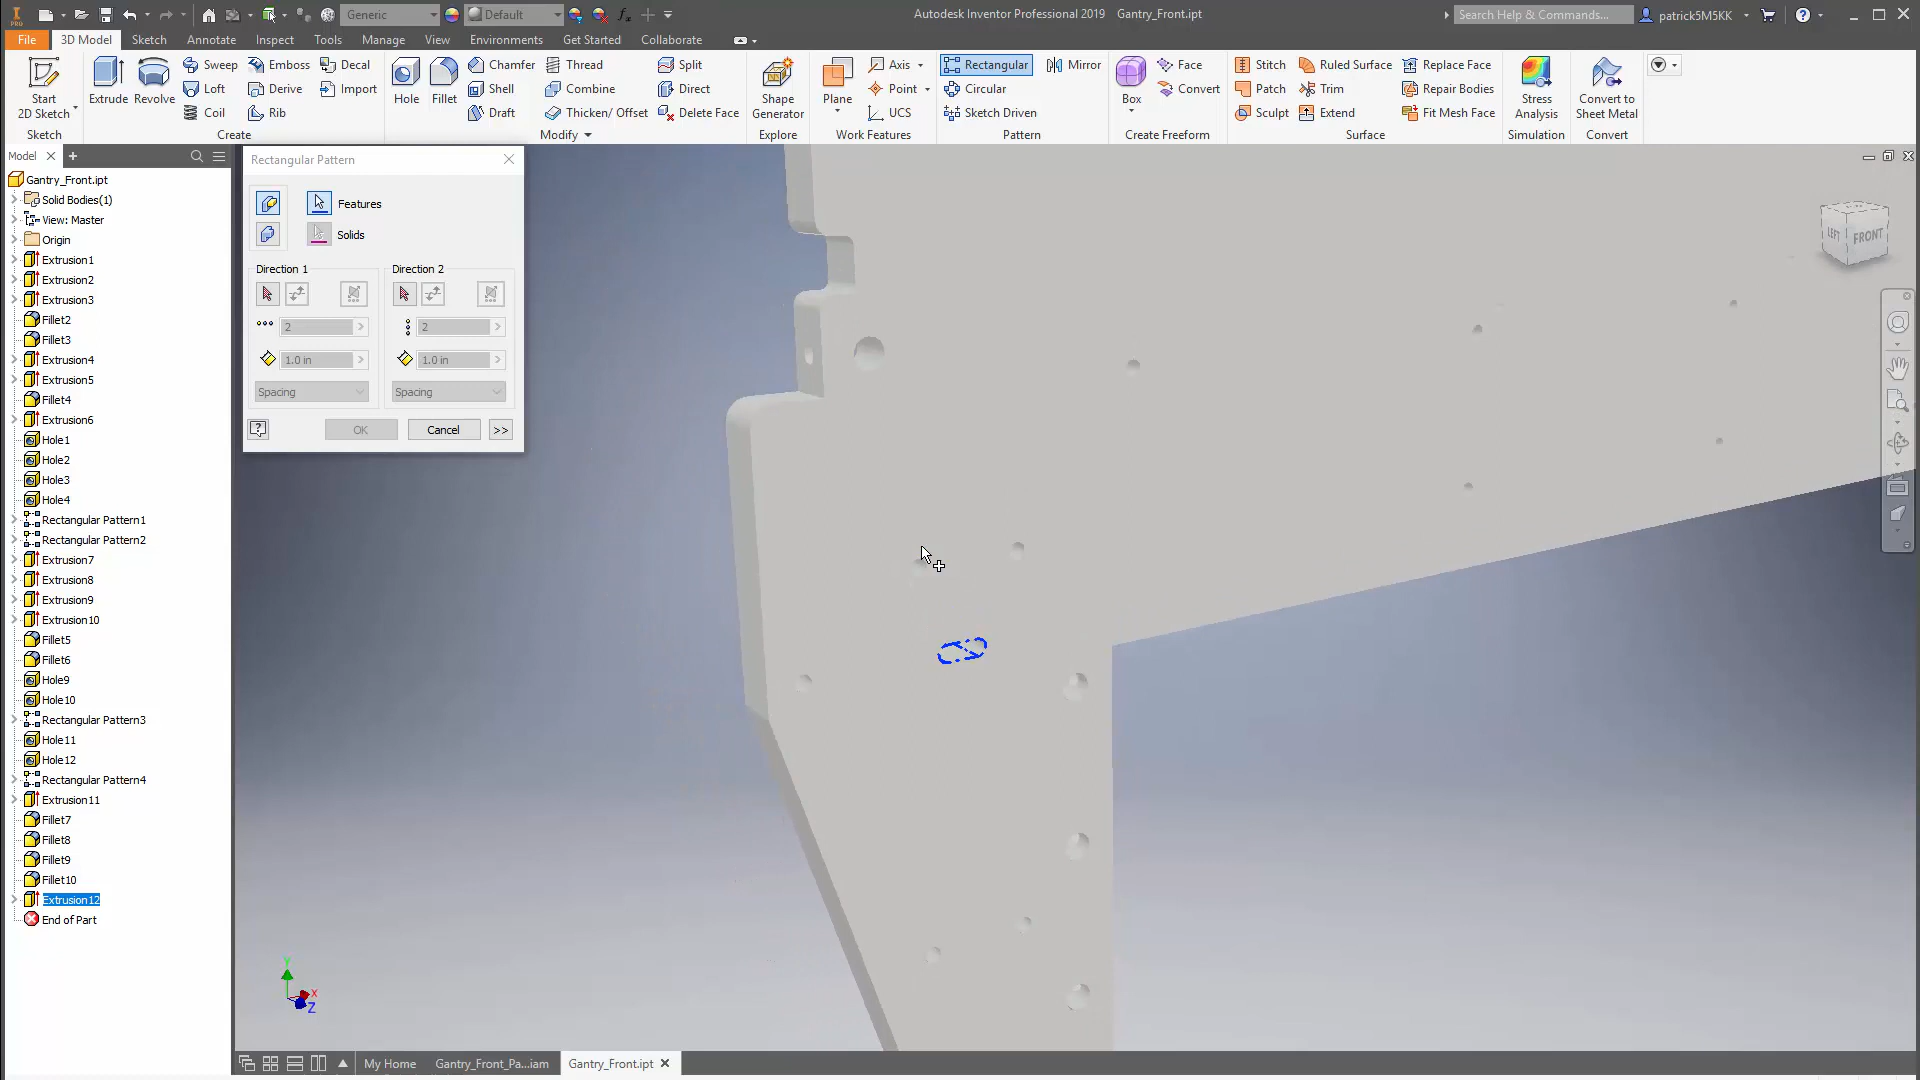 PRO
Generic
Default
Autodesk Inventor Professional 2019 Gantry_Front.ipt
Search Help & Commands...
patrick5M5KK
File
3D Model
Sketch
Annotate
Inspect
Tools
Manage
View
Environments
Get Started
Collaborate
Start
2D Sketch
Extrude
Revolve
Sweep
Loft
Coil
Emboss
Derive
Rib
Decal
Import
Hole
Fillet
Chamfer
Shell
Draft
Thread
Combine
Thicken/ Offset
Split
Direct
Delete Face
Shape
Generator
Plane
Axis
Point
UCS
Rectangular
Circular
Sketch Driven
Mirror
Box
Face
Convert
Stitch
Patch
Sculpt
Ruled Surface
Trim
Extend
Replace Face
Repair Bodies
Fit Mesh Face
Stress
Analysis
Convert to
Sheet Metal
Sketch
Create
Modify
Explore
Work Features
Pattern
Create Freeform
Surface
Simulation
Convert
Model
Gantry_Front.ipt
Solid Bodies(1)
View: Master
Origin
Extrusion1
Extrusion2
Extrusion3
Fillet2
Fillet3
Extrusion4
Extrusion5
Fillet4
Extrusion6
Hole1
Hole2
Hole3
Hole4
Rectangular Pattern1
Rectangular Pattern2
Extrusion7
Extrusion8
Extrusion9
Extrusion10
Fillet5
Fillet6
Hole9
Hole10
Rectangular Pattern3
Hole11
Hole12
Rectangular Pattern4
Extrusion11
Fillet7
Fillet8
Fillet9
Fillet10
Extrusion12
End of Part
Rectangular Pattern
Features
Solids
Direction 1
Direction 2
2
2
1.0 in
1.0 in
Spacing
Spacing
OK
Cancel
>>
LEFT
FRONT
Y
X
Z
My Home
Gantry_Front_Pa...iam
Gantry_Front.ipt